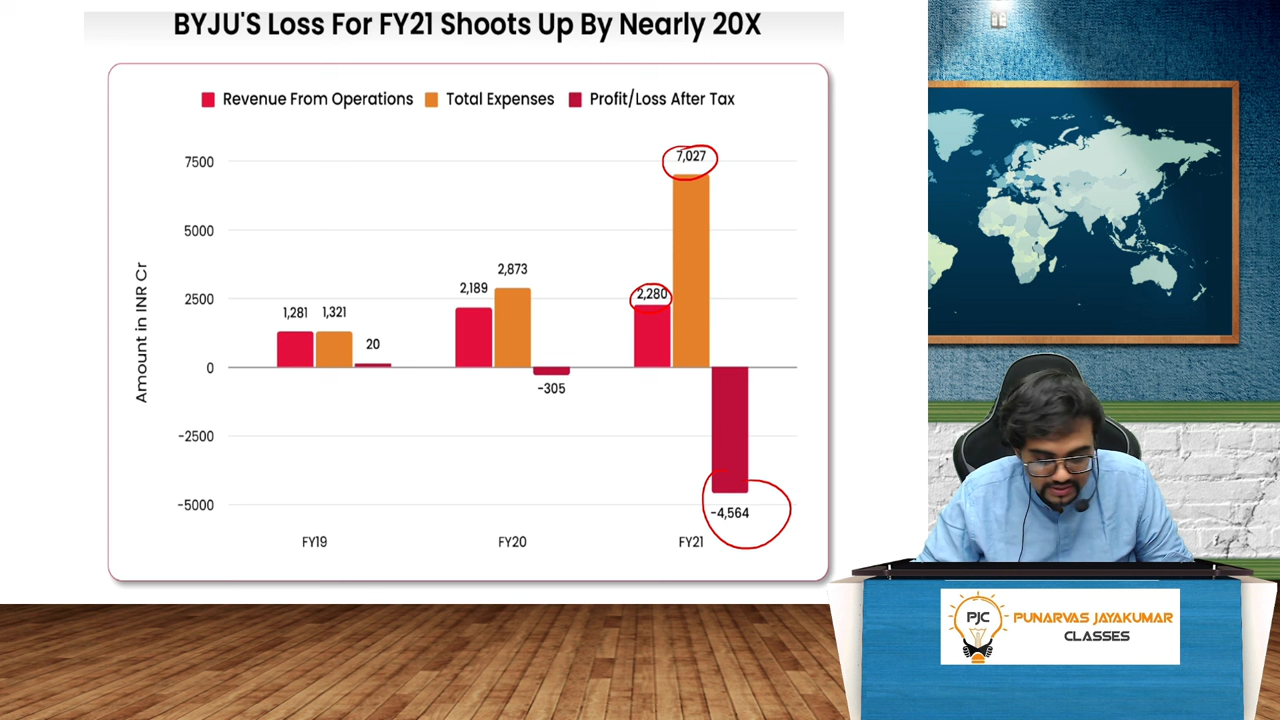 BYJU'S Loss For FY21 Shoots Up By Nearly 20X
Revenue From Operations Total Expenses Profit/Loss After Tax
Amount in INR Cr
7500
5000
2500
0
-2500
-5000
1,281 1,321 20
2,189 2,873 -305
2,280 7,027 -4,564
FY19 FY20 FY21
PJC
PUNARVAS JAYAKUMAR
CLASSES